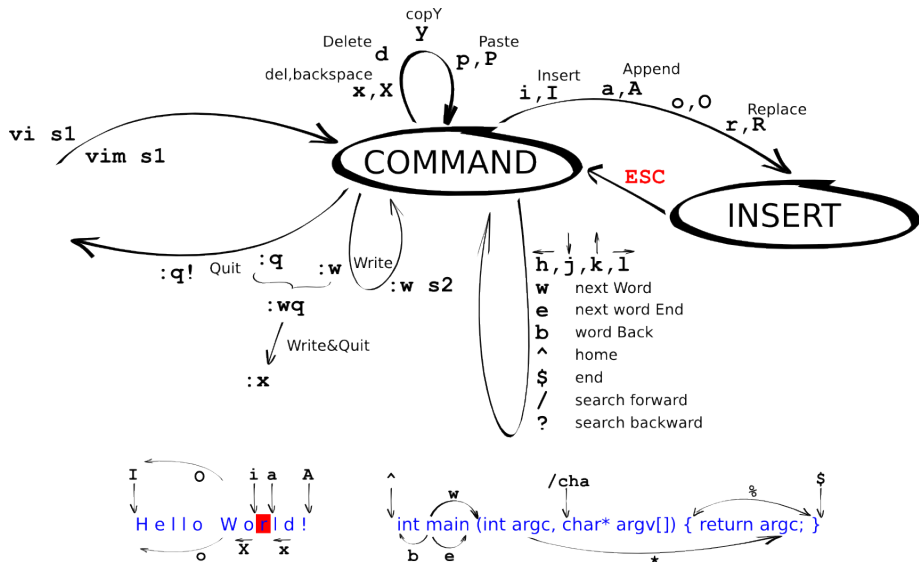 copY
y
Delete
d
Paste
p,P
del,backspace
x,X
Insert
i,I
Append
a,A
o,O
Replace
r,R
vi s1
vim s1
COMMAND
ESC
INSERT
:q!
Quit
:q
:w
Write
:w s2
:wq
Write&Quit
:x
h,j,k,l
w next Word
e next word End
b word Back
^ home
$ end
/ search forward
? search backward
I O i a A
Hello World!
o X x
^ w /cha % $
int main (int argc, char* argv[]) { return argc; }
b e *